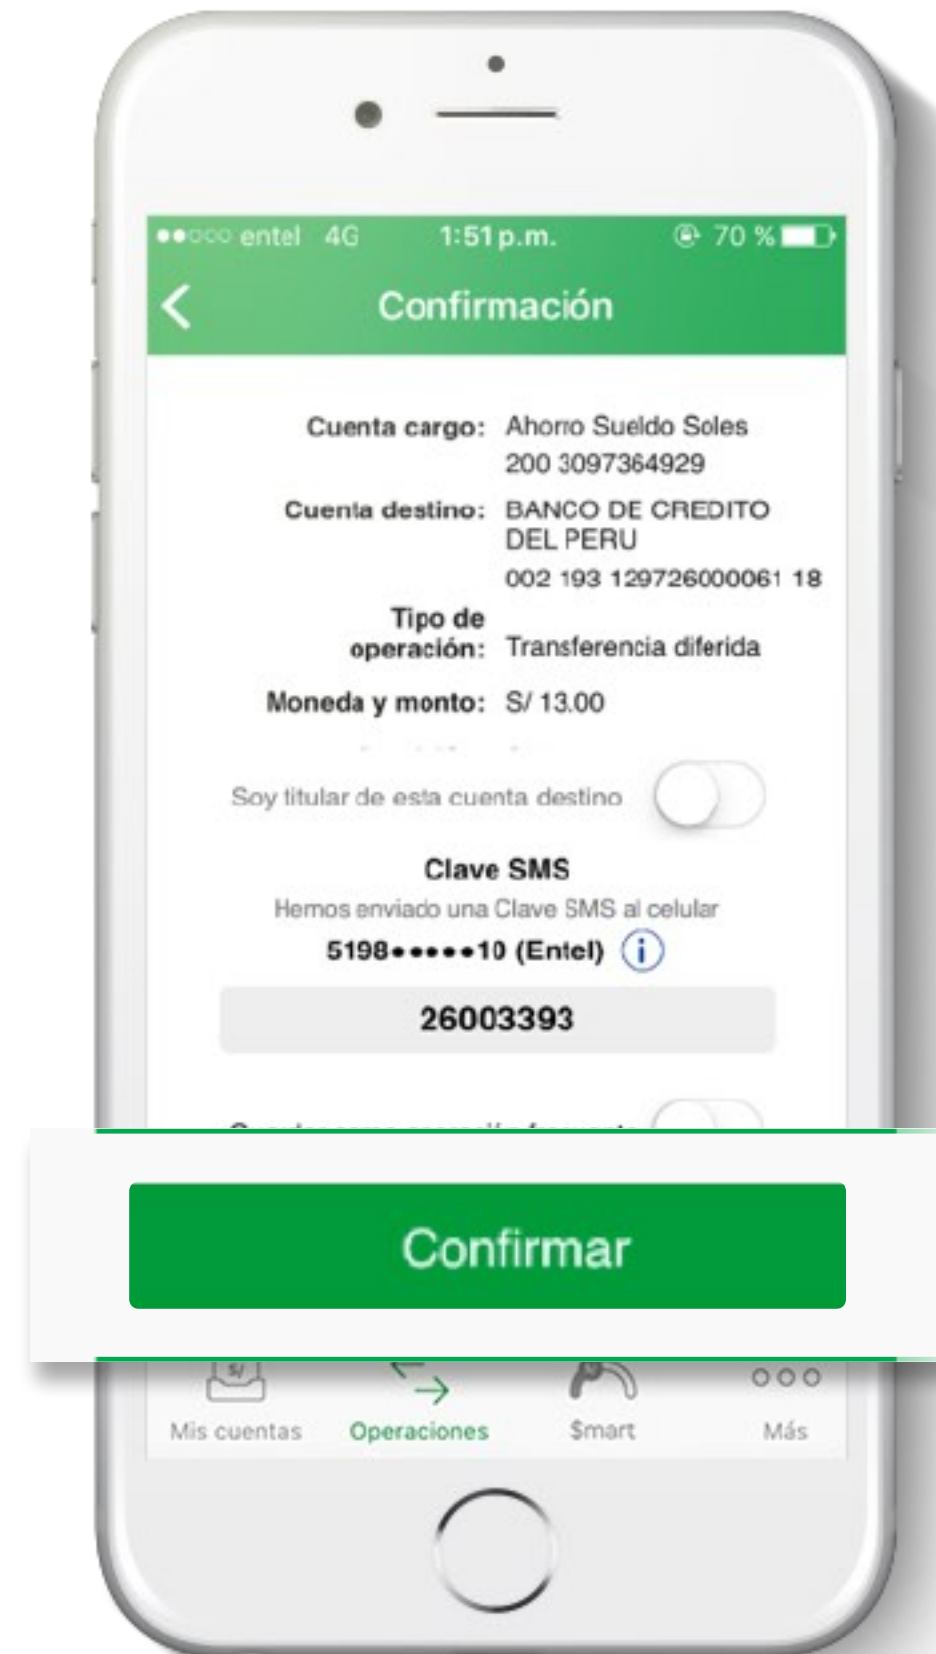 entel 4G 1:51 p.m. 70 %
Confirmación
Cuenta cargo: Ahorro Sueldo Soles
200 3097364929
Cuenta destino: BANCO DE CREDITO
DEL PERU
002 193 129726000061 18
Tipo de
operación: Transferencia diferida
Moneda y monto: S/ 13.00
Soy titular de esta cuenta destino
Clave SMS
Hemos enviado una Clave SMS al celular
5198•••••10 (Entel) i
26003393
Confirmar
S/
Mis cuentas Operaciones $mart Más